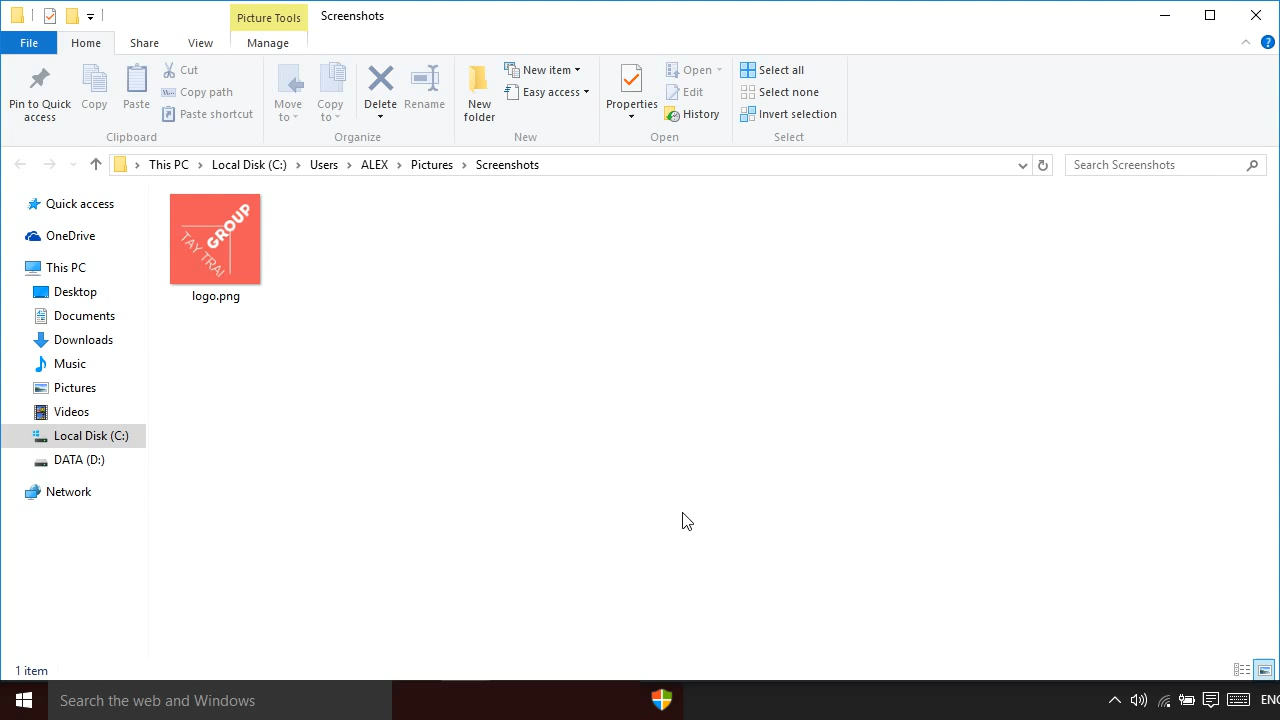 Picture Tools
Screenshots
File
Home
Share
View
Manage
Pin to Quick access
Copy
Paste
Cut
Copy path
Paste shortcut
Clipboard
Move to
Copy to
Delete
Rename
Organize
New folder
New item
Easy access
New
Properties
Open
Edit
History
Open
Select all
Select none
Invert selection
Select
This PC
Local Disk (C:)
Users
ALEX
Pictures
Screenshots
Search Screenshots
Quick access
OneDrive
This PC
Desktop
Documents
Downloads
Music
Pictures
Videos
Local Disk (C:)
DATA (D:)
Network
GROUP
TAY TRAI
logo.png
1 item
Search the web and Windows
ENG